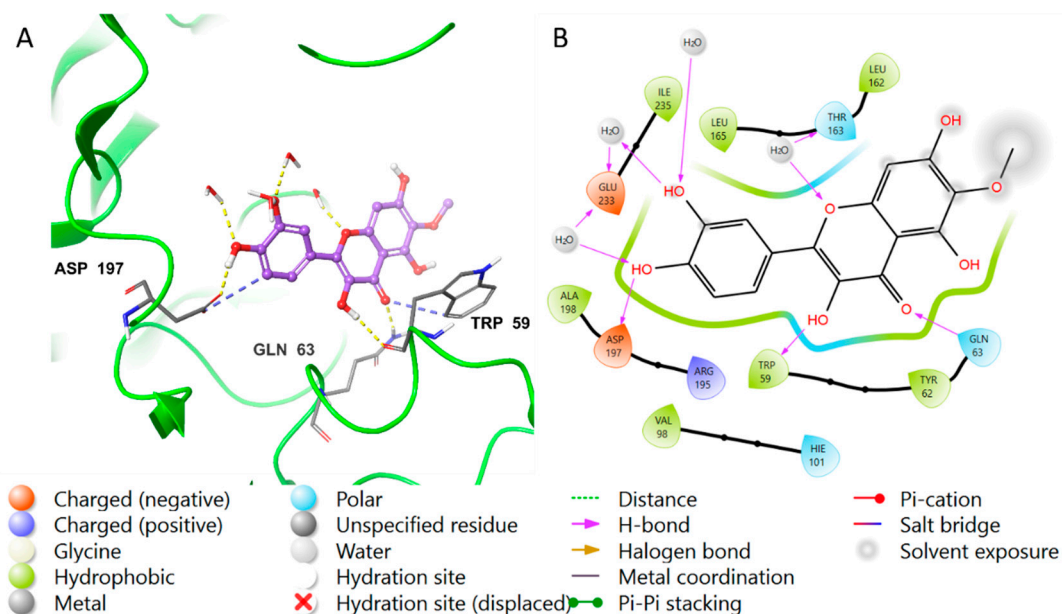 A
ASP 197
GLN 63
TRP 59
B
H₂O
ILE
235
LEU
162
LEU
165
THR
163
H₂O
H₂O
GLU
233
H₂O
OH
HO
O
O
HO
OH
O
HO
ALA
198
ASP
197
ARG
195
TRP
59
TYR
62
GLN
63
VAL
98
HIE
101
Charged (negative)
Charged (positive)
Glycine
Hydrophobic
Metal
Polar
Unspecified residue
Water
Hydration site
Hydration site (displaced)
Distance
H-bond
Halogen bond
Metal coordination
Pi-Pi stacking
Pi-cation
Salt bridge
Solvent exposure